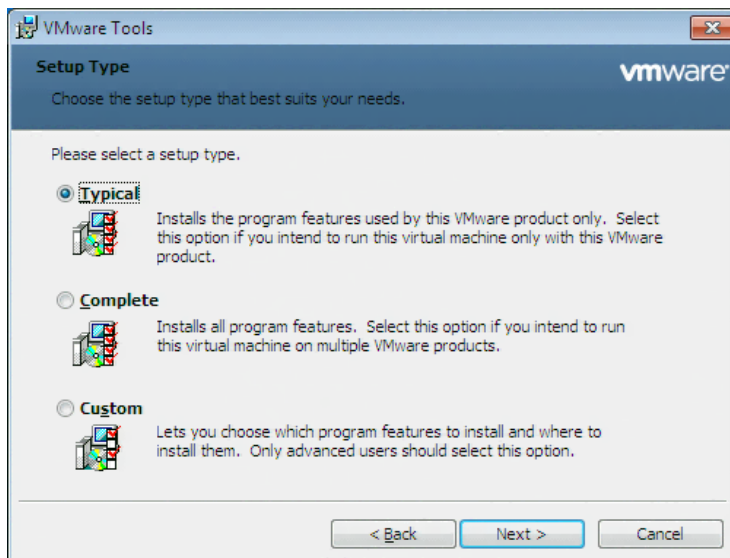 VMware Tools
Setup Type
vmware
Choose the setup type that best suits your needs.
Please select a setup type.
Typical
Installs the program features used by this VMware product only. Select
this option if you intend to run this virtual machine only with this VMware
product.
Complete
Installs all program features. Select this option if you intend to run
this virtual machine on multiple VMware products.
Custom
Lets you choose which program features to install and where to
install them. Only advanced users should select this option.
< Back
Next >
Cancel